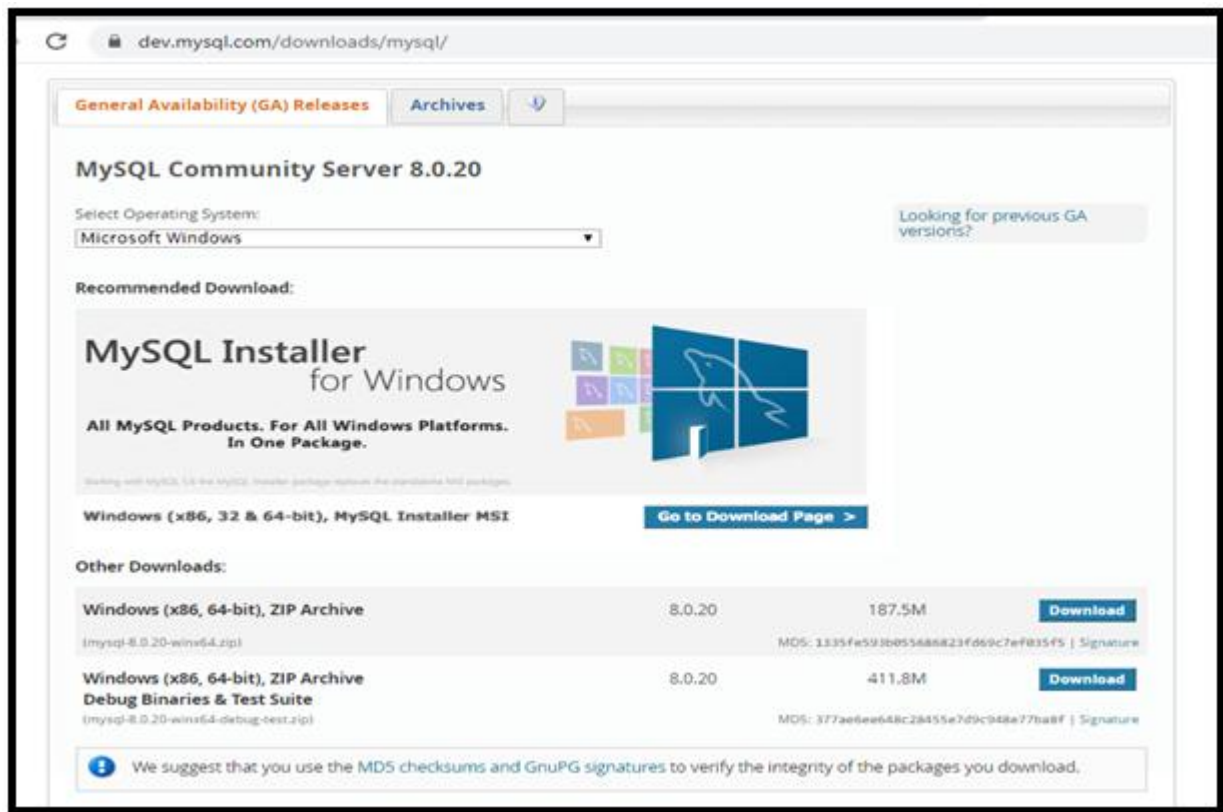 dev.mysql.com/downloads/mysql/
General Availability (GA) Releases
Archives
MySQL Community Server 8.0.20
Select Operating System:
Microsoft Windows
Looking for previous GA
versions?
Recommended Download:
MySQL Installer
for Windows
All MySQL Products. For All Windows Platforms.
In One Package.
Windows (x86, 32 & 64-bit), MySQL Installer MSI
Go to Download Page >
Other Downloads:
Windows (x86, 64-bit), ZIP Archive
8.0.20
187.5M
Download
(mysql-8.0.20-winx64.zip)
MD5: | Signature
Windows (x86, 64-bit), ZIP Archive
Debug Binaries & Test Suite
8.0.20
411.8M
Download
(mysql-8.0.20-winx64-debug-test.zip)
MD5: | Signature
We suggest that you use the MD5 checksums and GnuPG signatures to verify the integrity of the packages you download.